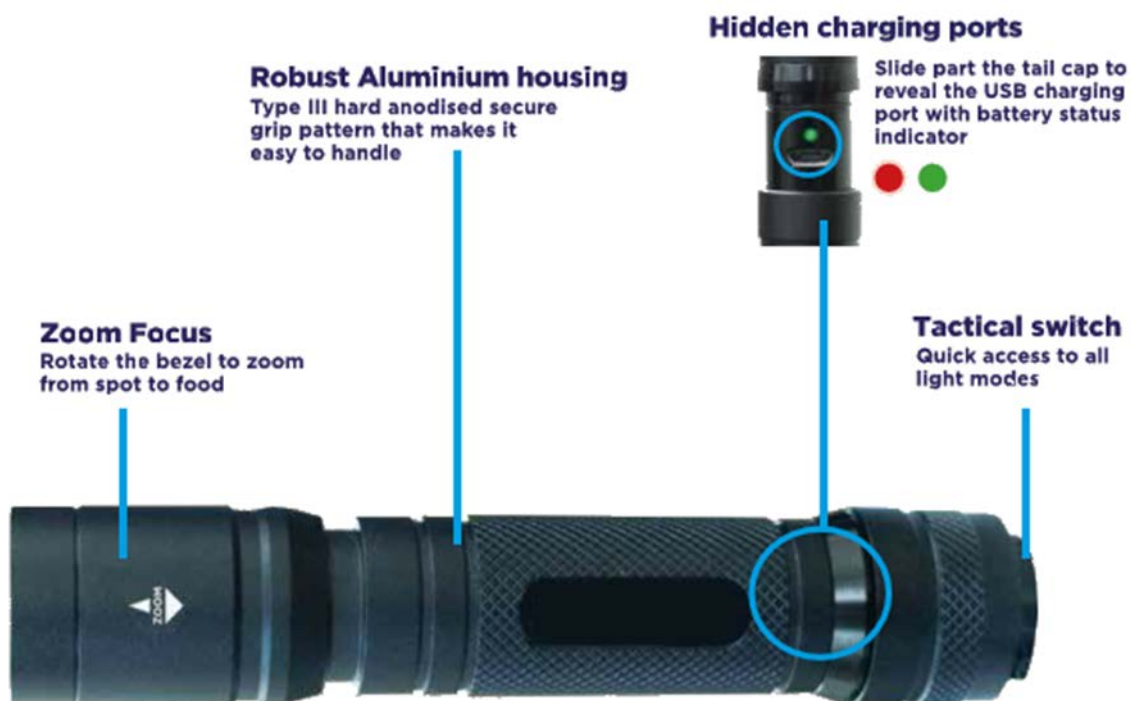 Hidden charging ports
Slide part the tail cap to
reveal the USB charging
port with battery status
indicator
Robust Aluminium housing
Type III hard anodised secure
grip pattern that makes it
easy to handle
Zoom Focus
Rotate the bezel to zoom
from spot to food
Tactical switch
Quick access to all
light modes
ZOOM